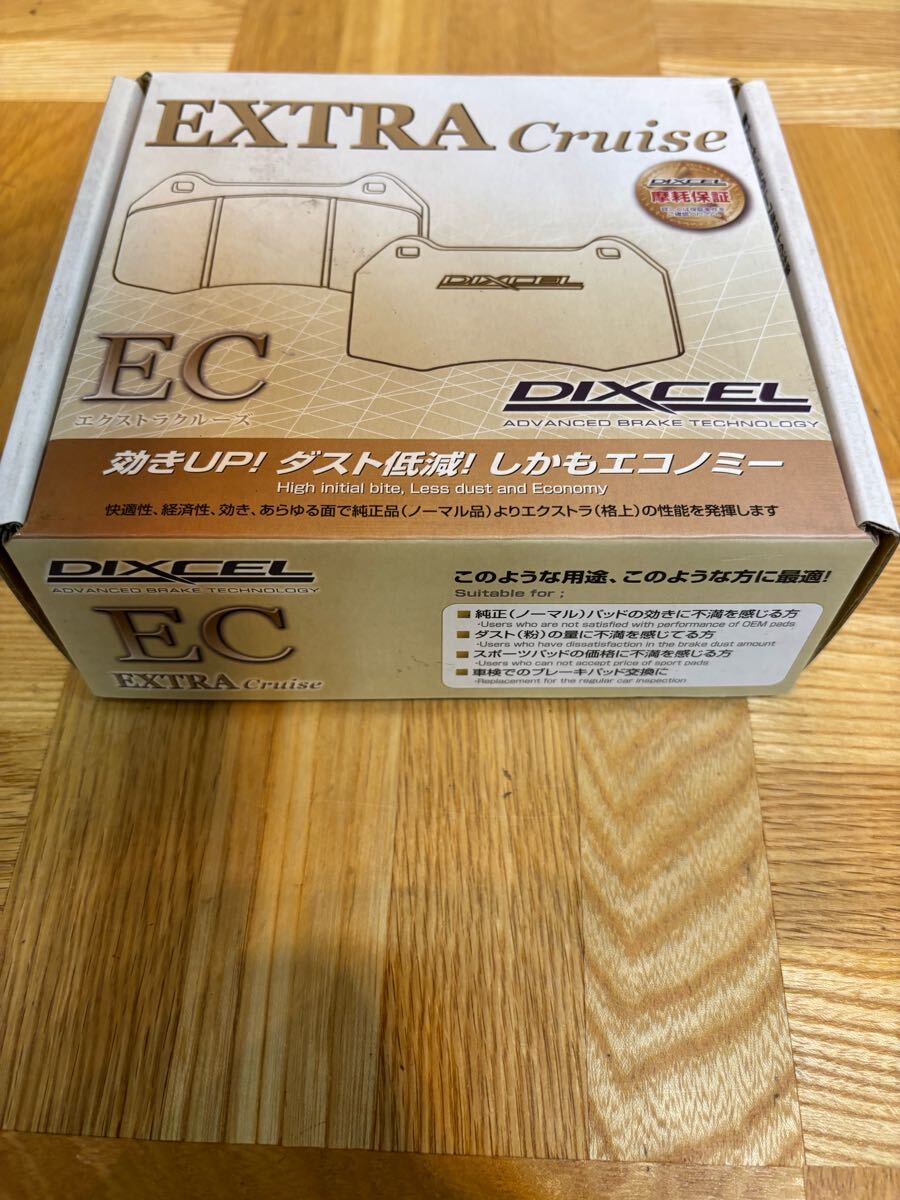 EXTRA Cruise
DIXCEL
摩耗保証
DIXCEL
EC
エクストラクルーズ
DIXCEL
ADVANCED BRAKE TECHNOLOGY
効きUP! ダスト低減! しかもエコノミー
High initial bite, Less dust and Economy
快適性、経済性、効き、あらゆる面で純正品(ノーマル品)よりエクストラ(格上)の性能を発揮します
DIXCEL
ADVANCED BRAKE TECHNOLOGY
EC
EXTRA Cruise
このような用途、このような方に最適!
Suitable for ;
■ 純正(ノーマル)パッドの効きに不満を感じる方
・Users who are not satisfied with performance of OEM pads
■ ダスト(粉)の量に不満を感じてる方
・Users who have dissatisfaction in the brake dust amount
■ スポーツパッドの価格に不満を感じる方
・Users who can not accept price of sport pads
■ 車検でのブレーキパッド交換に
・Replacement for the regular car inspection